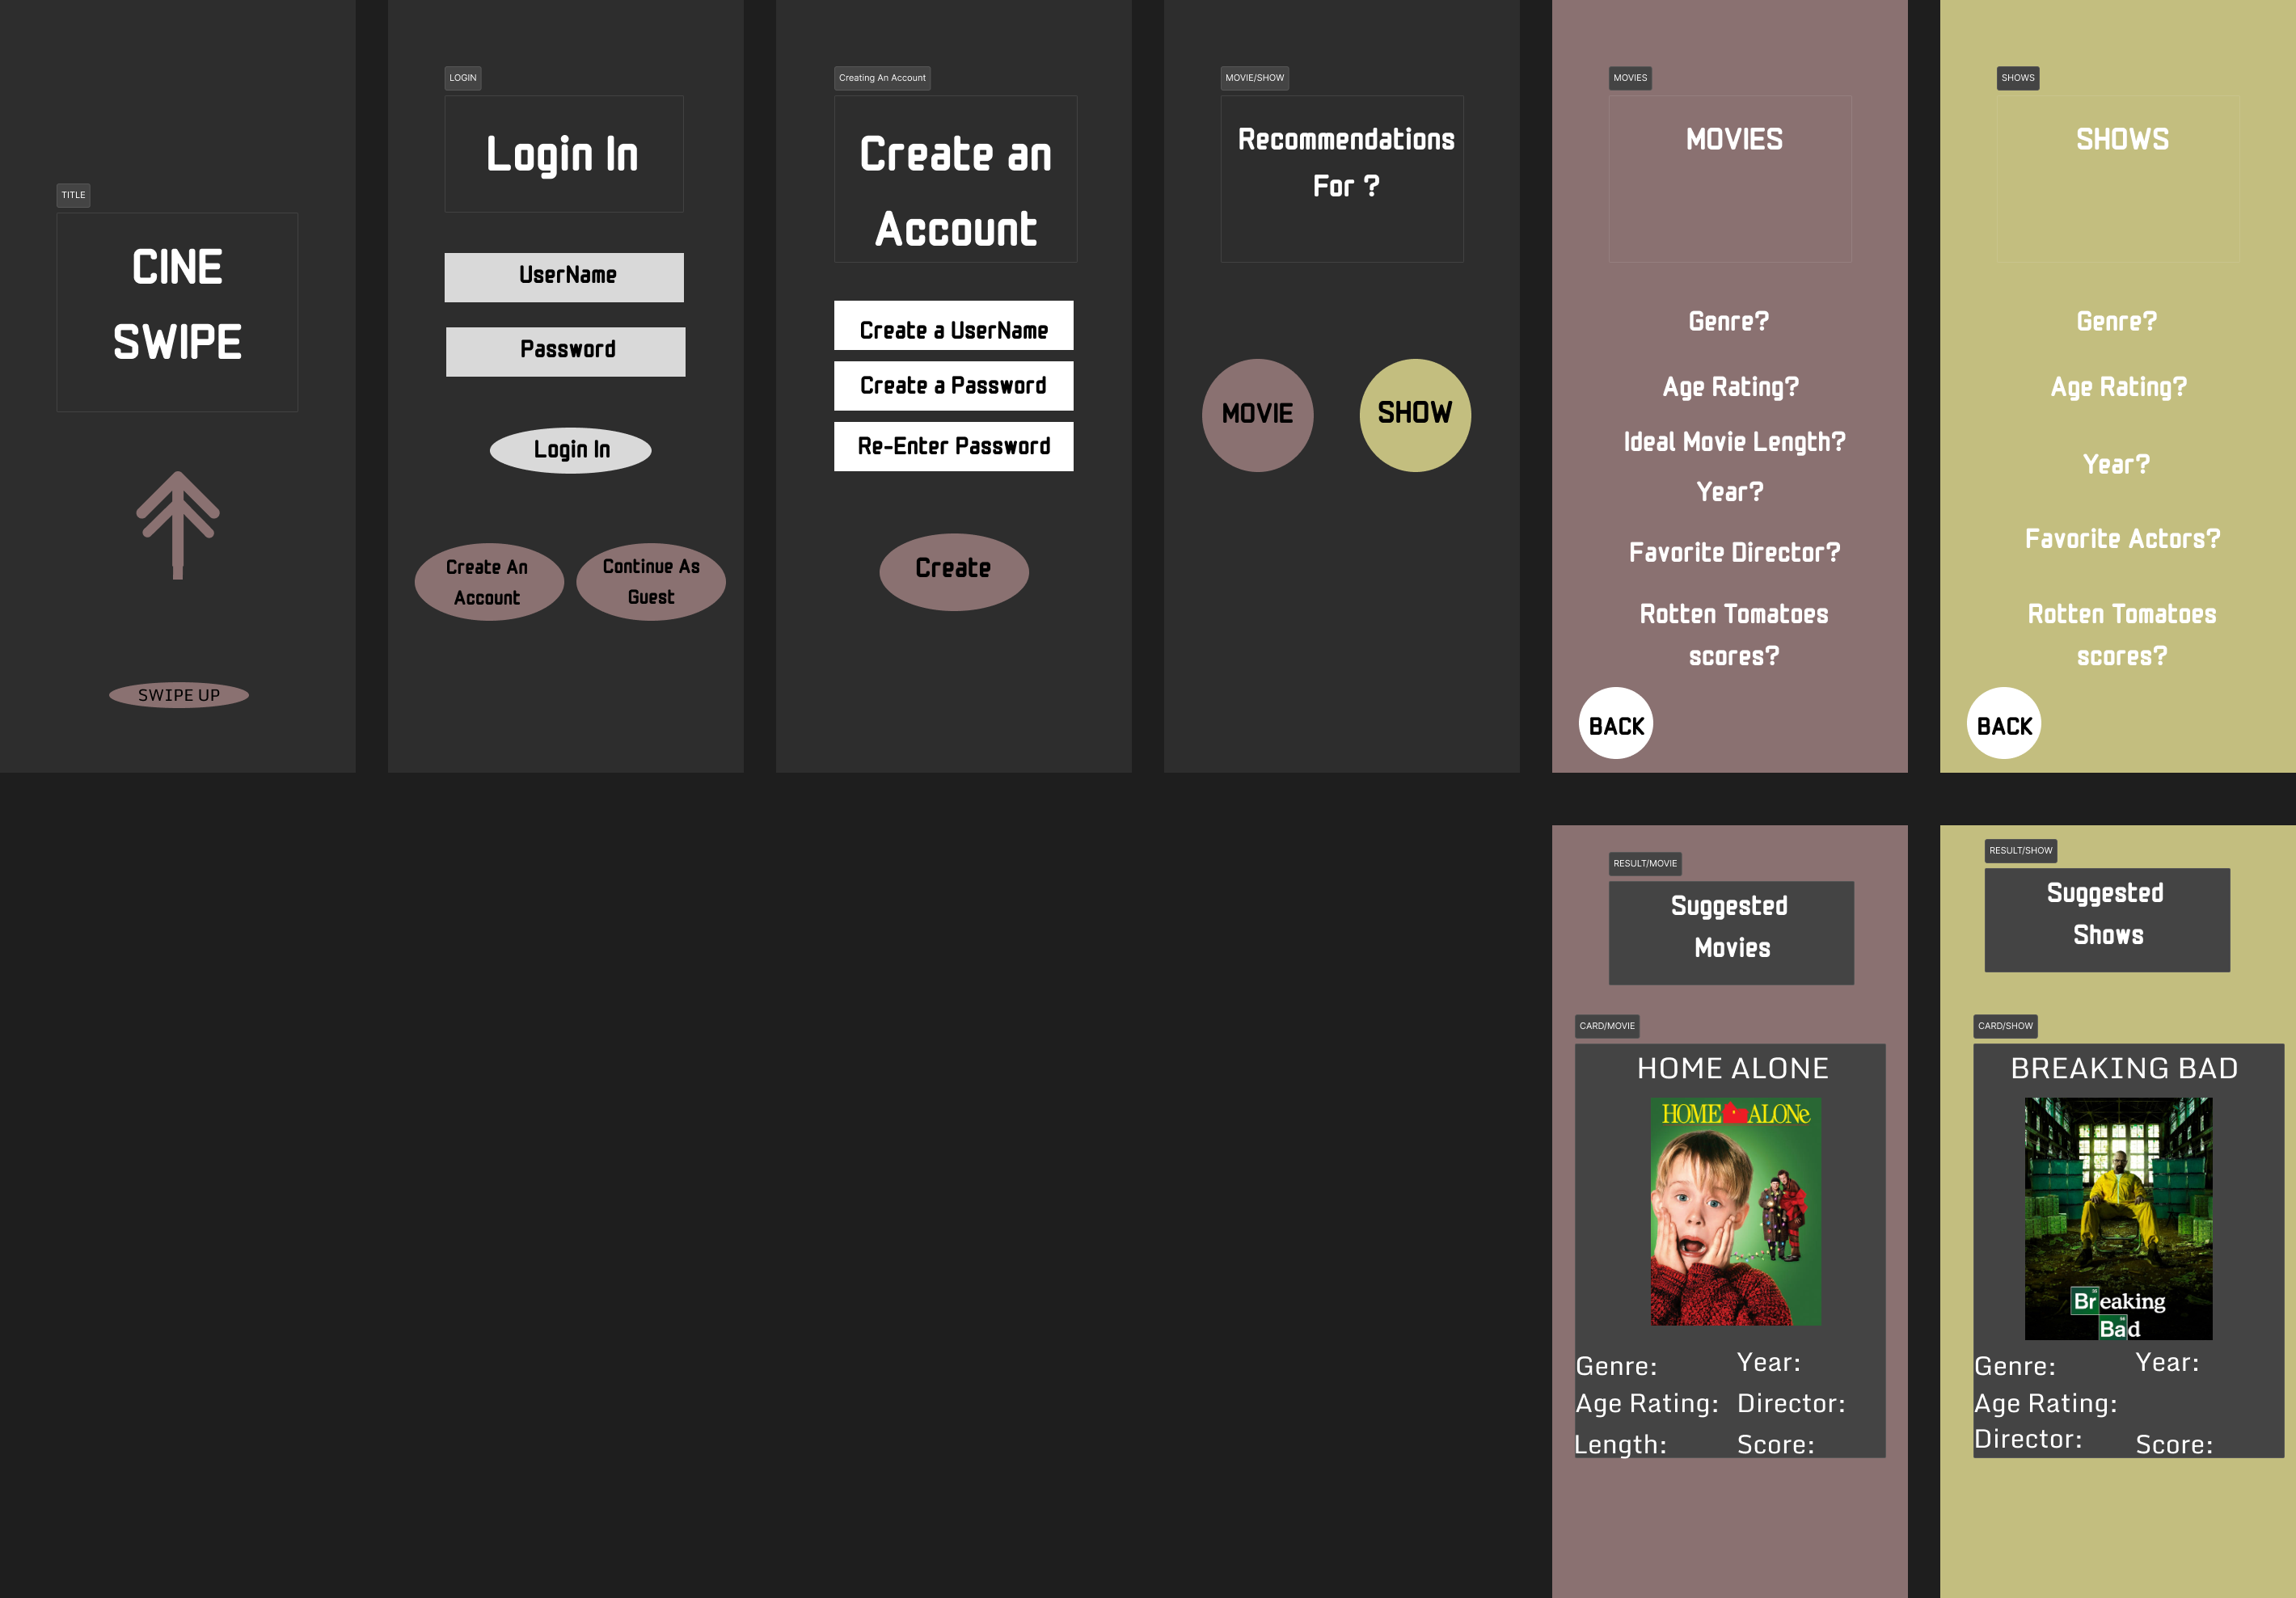 TITLE
CINE
SWIPE
SWIPE UP
LOGIN
Login In
UserName
Password
Login In
Create An
Account
Continue As
Guest
Creating An Account
Create an
Account
Create a UserName
Create a Password
Re-Enter Password
Create
MOVIE/SHOW
Recommendations
For ?
MOVIE
SHOW
MOVIES
MOVIES
Genre?
Age Rating?
Ideal Movie Length?
Year?
Favorite Director?
Rotten Tomatoes
scores?
BACK
SHOWS
SHOWS
Genre?
Age Rating?
Year?
Favorite Actors?
Rotten Tomatoes
scores?
BACK
RESULT/MOVIE
Suggested
Movies
CARD/MOVIE
HOME ALONE
HOME ALONe
Genre:
Year:
Age Rating:
Director:
Length:
Score:
RESULT/SHOW
Suggested
Shows
CARD/SHOW
BREAKING BAD
Breaking
Bad
Genre:
Year:
Age Rating:
Director:
Score: